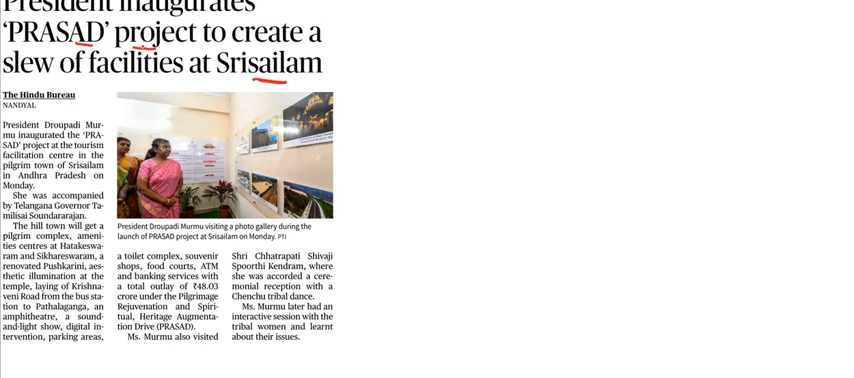 President inaugurates
‘PRASAD’ project to create a
slew of facilities at Srisailam
The Hindu Bureau
NANDYAL
President Droupadi Mur-
mu inaugurated the ‘PRA-
SAD’ project at the tourism
facilitation centre in the
pilgrim town of Srisailam
in Andhra Pradesh on
Monday.
She was accompanied
by Telangana Governor Ta-
milisai Soundararajan.
The hill town will get a
pilgrim complex, ameni-
ties centres at Hatakeswa-
ram and Sikhareswaram, a
renovated Pushkarini, aes-
thetic illumination at the
temple, laying of Krishna-
veni Road from the bus sta-
tion to Pathalaganga, an
amphitheatre, a sound-
and-light show, digital in-
tervention, parking areas,
President Droupadi Murmu visiting a photo gallery during the
launch of PRASAD project at Srisailam on Monday. PTI
a toilet complex, souvenir
shops, food courts, ATM
and banking services with
a total outlay of ₹48.03
crore under the Pilgrimage
Rejuvenation and Spiri-
tual, Heritage Augmenta-
tion Drive (PRASAD).
Ms. Murmu also visited
Shri Chhatrapati Shivaji
Spoorthi Kendram, where
she was accorded a cere-
monial reception with a
Chenchu tribal dance.
Ms. Murmu later had an
interactive session with the
tribal women and learnt
about their issues.